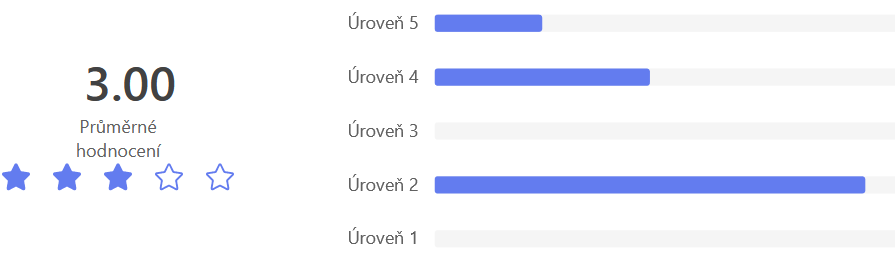 3.00
Průměrné
hodnocení
Úroveň 5
Úroveň 4
Úroveň 3
Úroveň 2
Úroveň 1